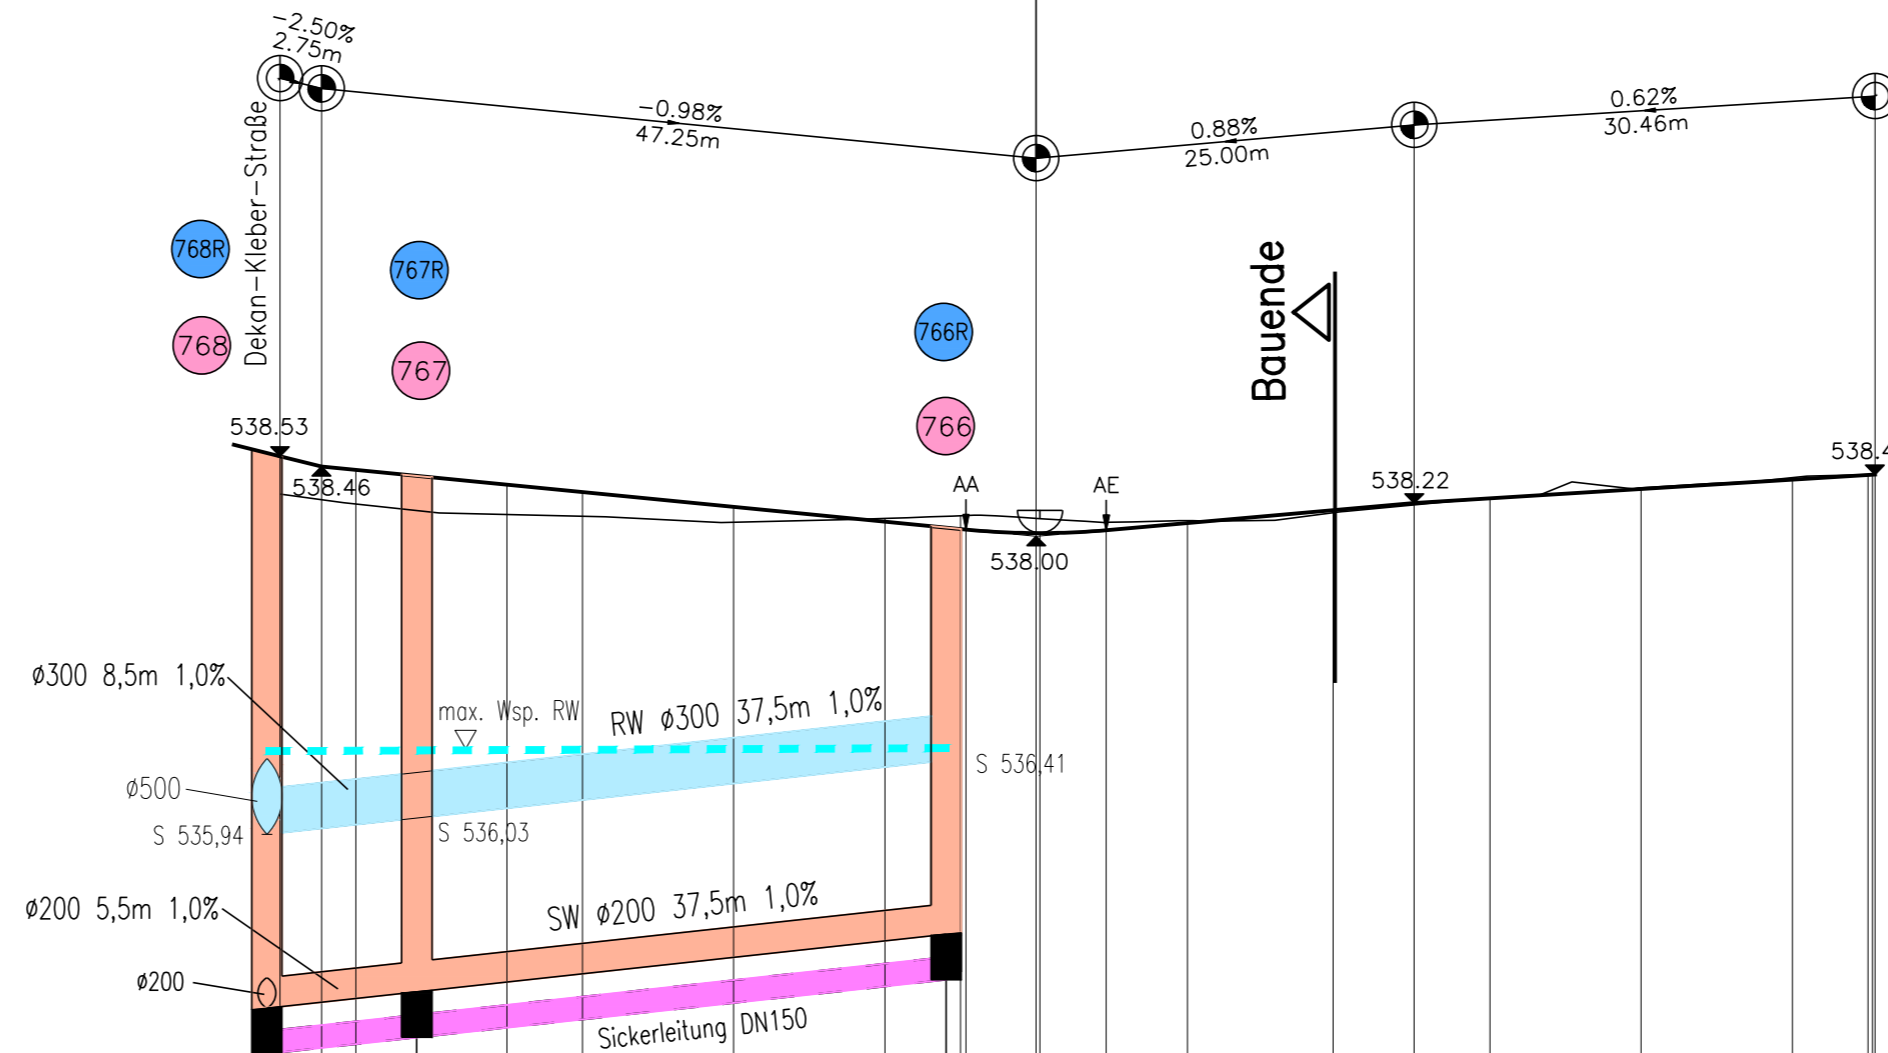 -2.50%
2.75m
-0.98%
47.25m
0.88%
25.00m
0.62%
30.46m
Dekan-Kleber-Straße
768R
767R
766R
768
767
766
Bauende
538.53
538.46
AA
AE
538.00
538.22
538.4
ø300 8,5m 1,0%
max. Wsp. RW
RW ø300 37,5m 1,0%
S 536,41
ø500
S 535,94
S 536,03
ø200 5,5m 1,0%
SW ø200 37,5m 1,0%
ø200
Sickerleitung DN150